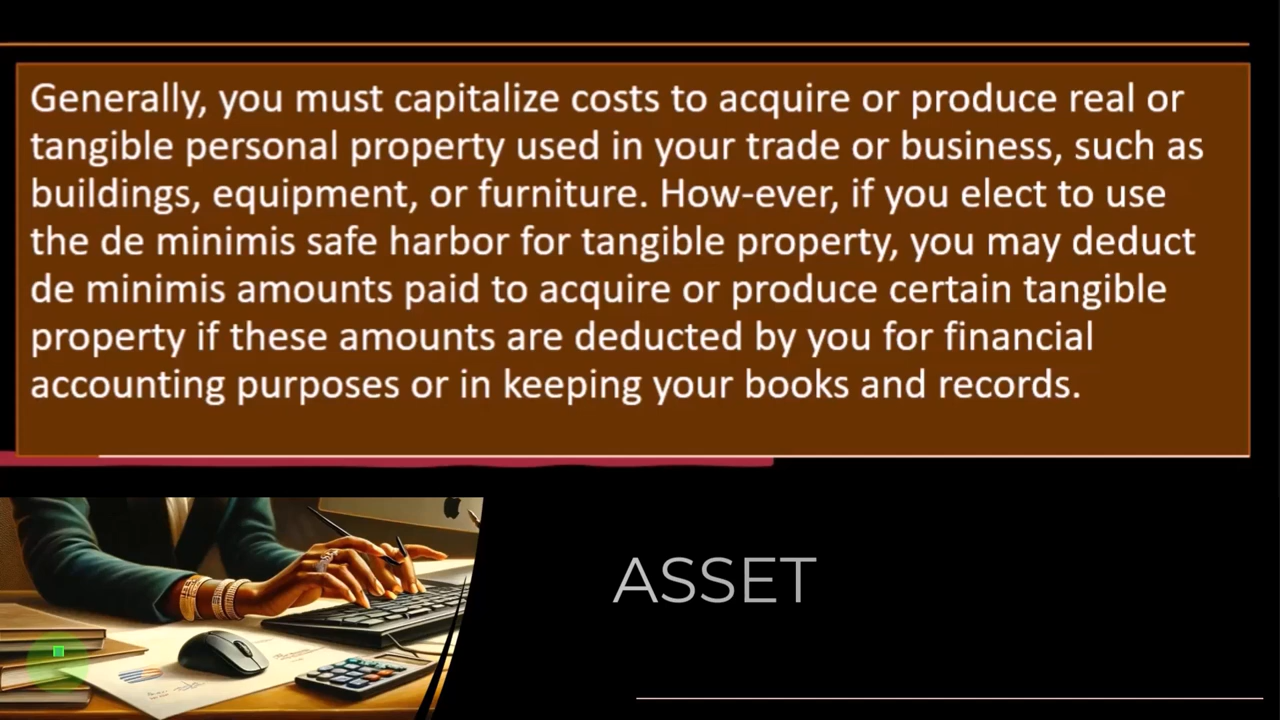 Generally, you must capitalize costs to acquire or produce real or
tangible personal property used in your trade or business, such as
buildings, equipment, or furniture. How-ever, if you elect to use
the de minimis safe harbor for tangible property, you may deduct
de minimis amounts paid to acquire or produce certain tangible
property if these amounts are deducted by you for financial
accounting purposes or in keeping your books and records.
ASSET